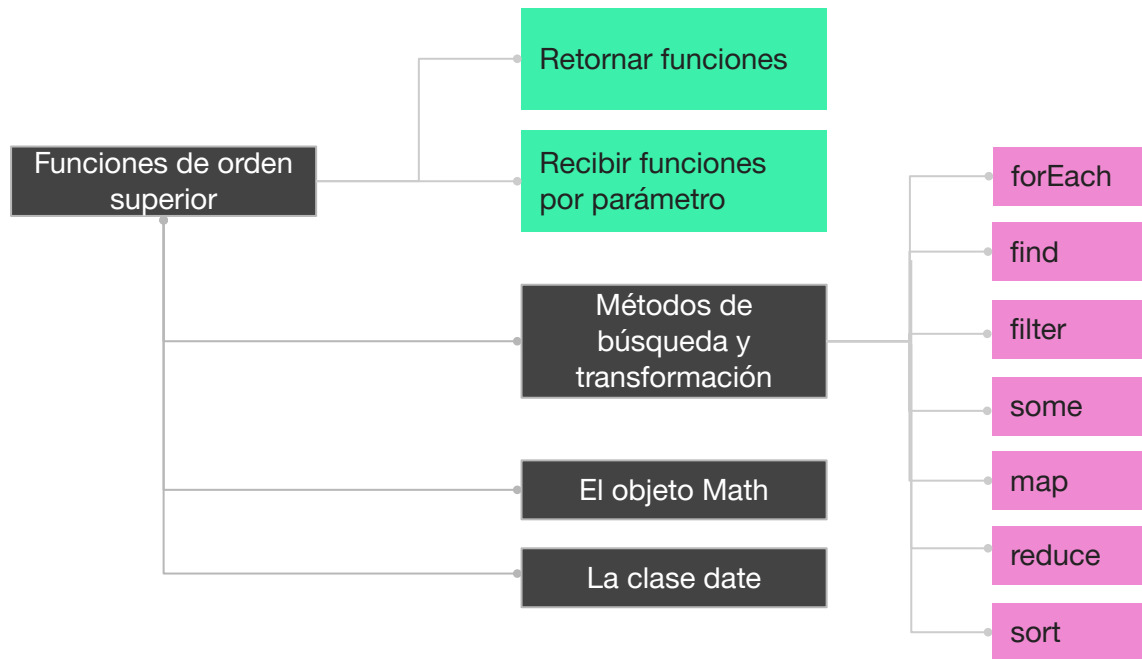 Retornar funciones
Funciones de orden
superior
Recibir funciones
por parámetro
Métodos de
búsqueda y
transformación
El objeto Math
La clase date
forEach
find
filter
some
map
reduce
sort